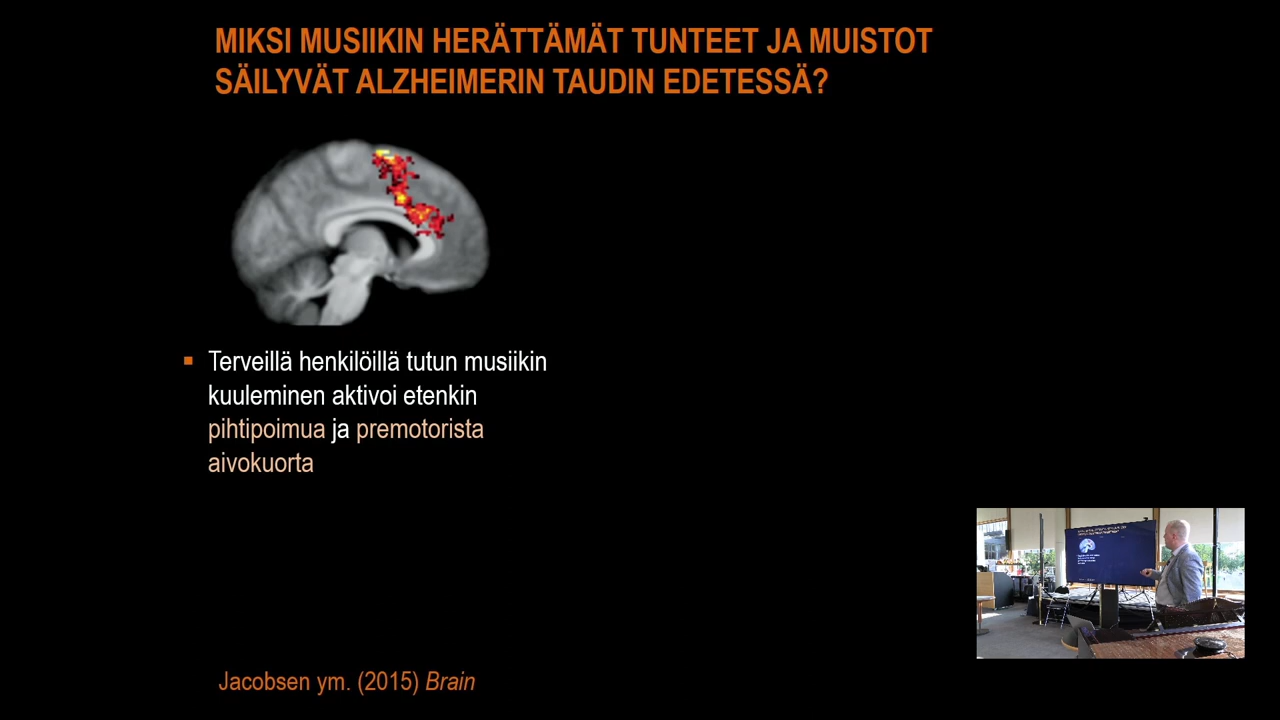 MIKSI MUSIIKIN HERÄTTÄMÄT TUNTEET JA MUISTOT
SÄILYVÄT ALZHEIMERIN TAUDIN EDETESSÄ?
Terveillä henkilöillä tutun musiikin
kuuleminen aktivoi etenkin
pihtipoimua ja premotorista
aivokuorta
Jacobsen ym. (2015) Brain